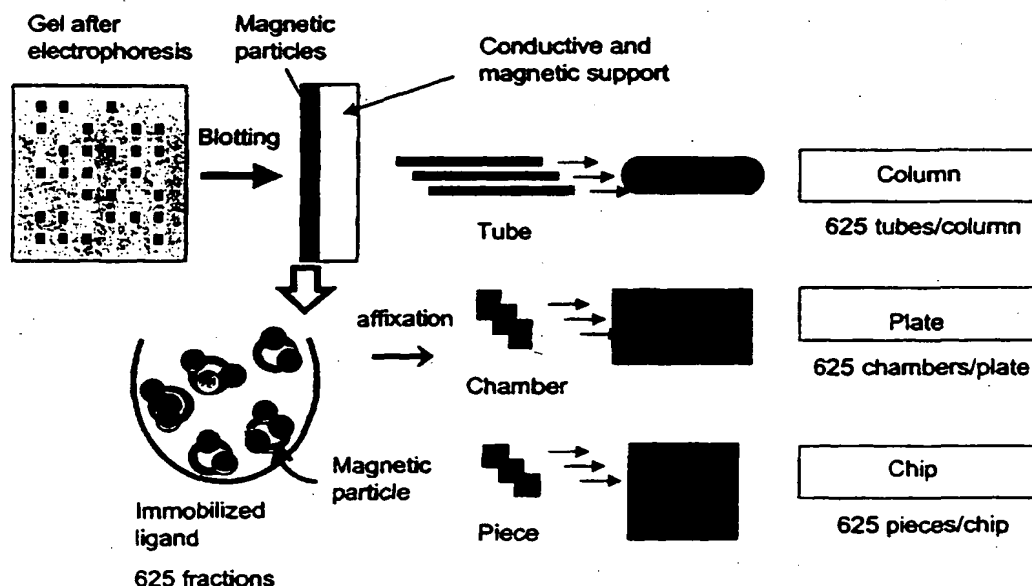 Gel after
electrophoresis
Magnetic
particles
Conductive and
magnetic support
Blotting
Tube
Column
625 tubes/column
affixation
Chamber
Plate
625 chambers/plate
Magnetic
particle
Immobilized
ligand
625 fractions
Piece
Chip
625 pieces/chip